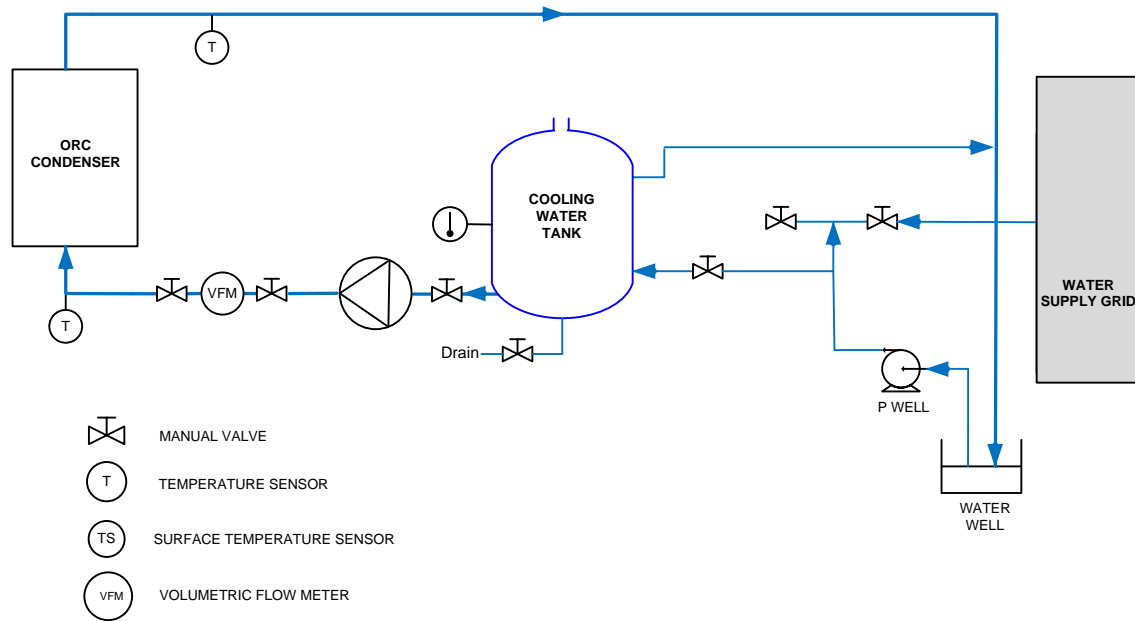 T
ORC
CONDENSER
COOLING
WATER
TANK
WATER
SUPPLY GRID
VFM
T
Drain
P WELL
WATER
WELL
MANUAL VALVE
T
TEMPERATURE SENSOR
TS
SURFACE TEMPERATURE SENSOR
VFM
VOLUMETRIC FLOW METER